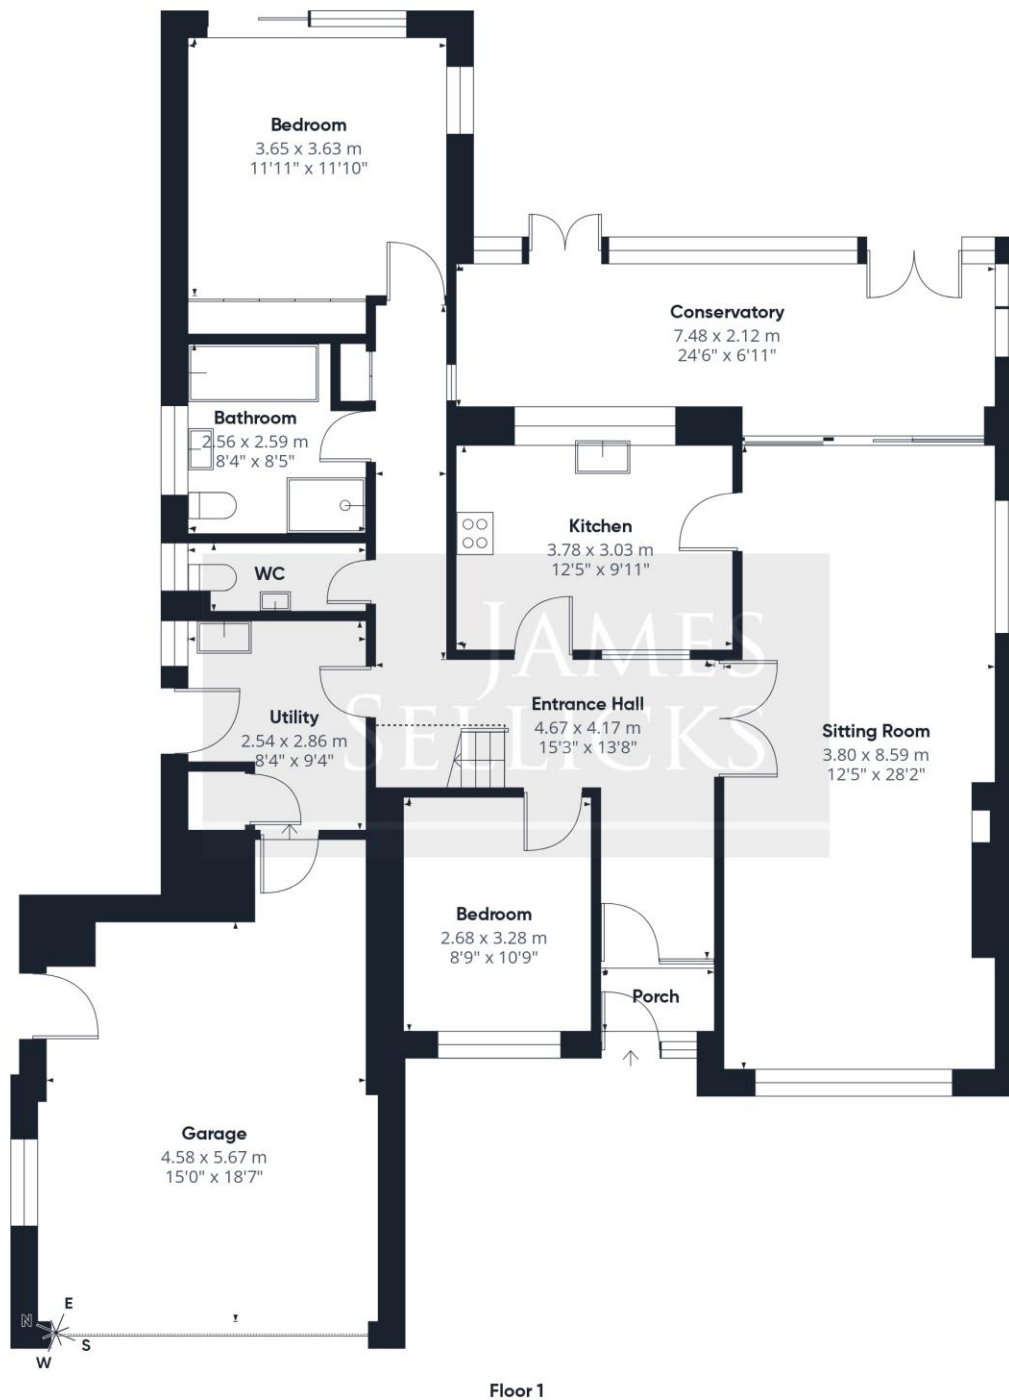 Bedroom
3.65 x 3.63 m
11'11" x 11'10"
Conservatory
7.48 x 2.12 m
24'6" x 6'11"
Bathroom
2.56 x 2.59 m
8'4" x 8'5"
Kitchen
3.78 x 3.03 m
12'5" x 9'11"
WC
JAMES
SELLICKS
Utility
2.54 x 2.86 m
8'4" x 9'4"
Entrance Hall
4.67 x 4.17 m
15'3" x 13'8"
Sitting Room
3.80 x 8.59 m
12'5" x 28'2"
Bedroom
2.68 x 3.28 m
8'9" x 10'9"
Porch
Garage
4.58 x 5.67 m
15'0" x 18'7"
N
E
S
W
Floor 1